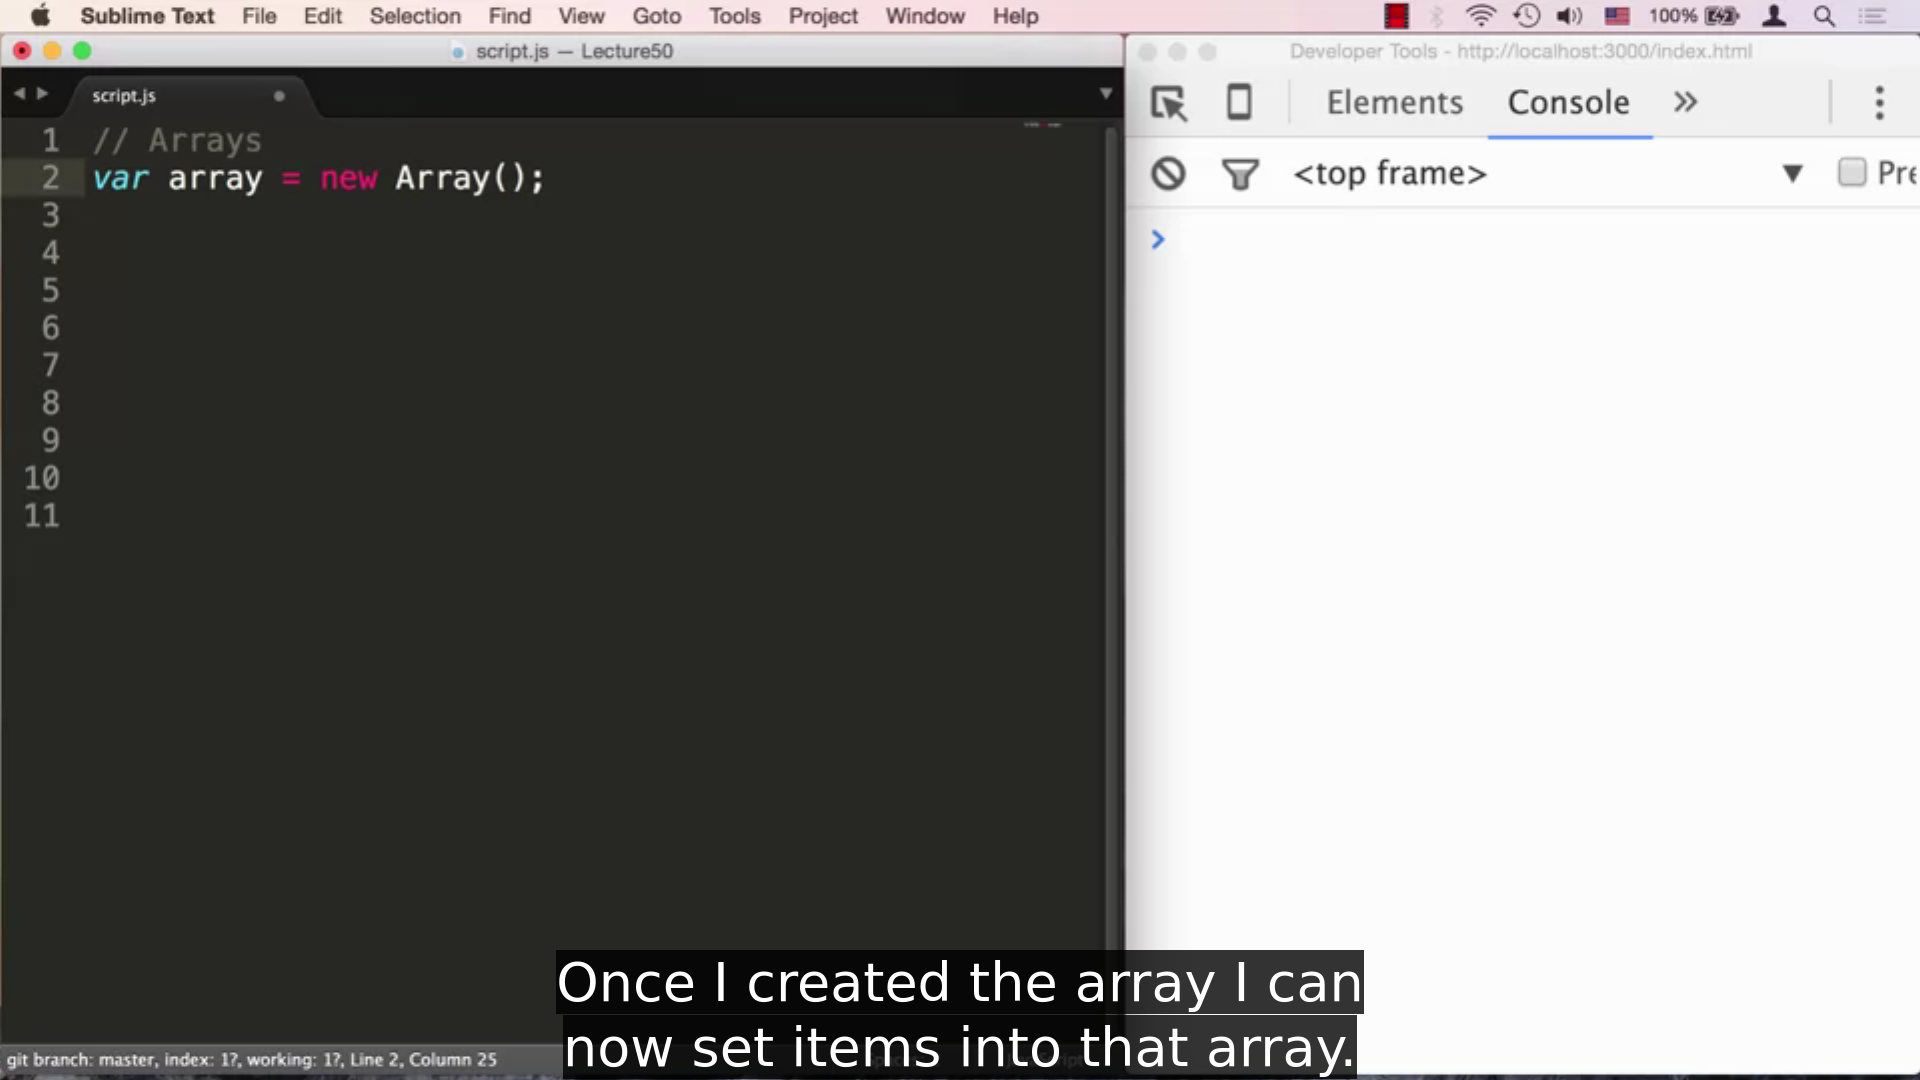 Sublime Text File Edit Selection Find View Goto Tools Project Window Help 100%
script.js — Lecture50
Developer Tools - http://localhost:3000/index.html
script.js
Elements Console
<top frame> Pre
1 // Arrays
2 var array = new Array();
3
4
5
6
7
8
9
10
11
Once I created the array I can
now set items into that array.
git branch: master, index: 1?, working: 1?, Line 2, Column 25